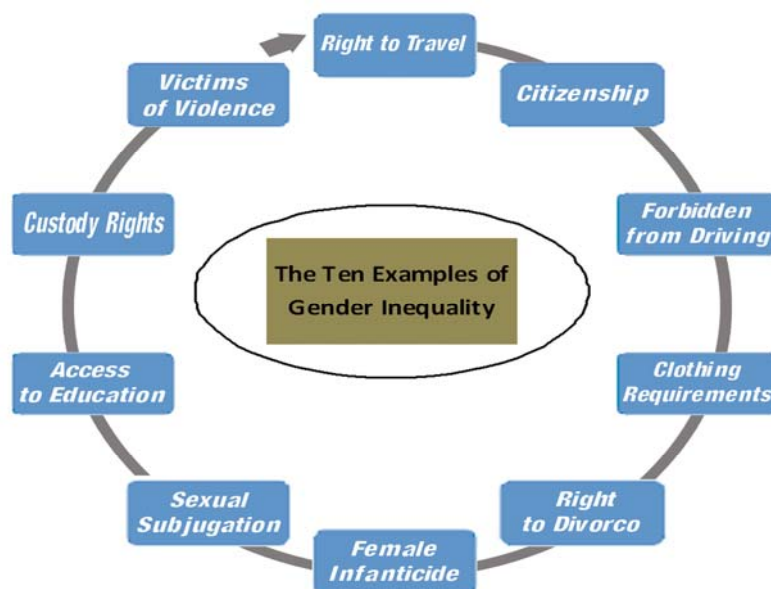 Right to Travel
Citizenship
Forbidden
from Driving
Clothing
Requirements
Right
to Divorco
Female
Infanticide
Sexual
Subjugation
Access
to Education
Custody Rights
Victims
of Violence
The Ten Examples of
Gender Inequality